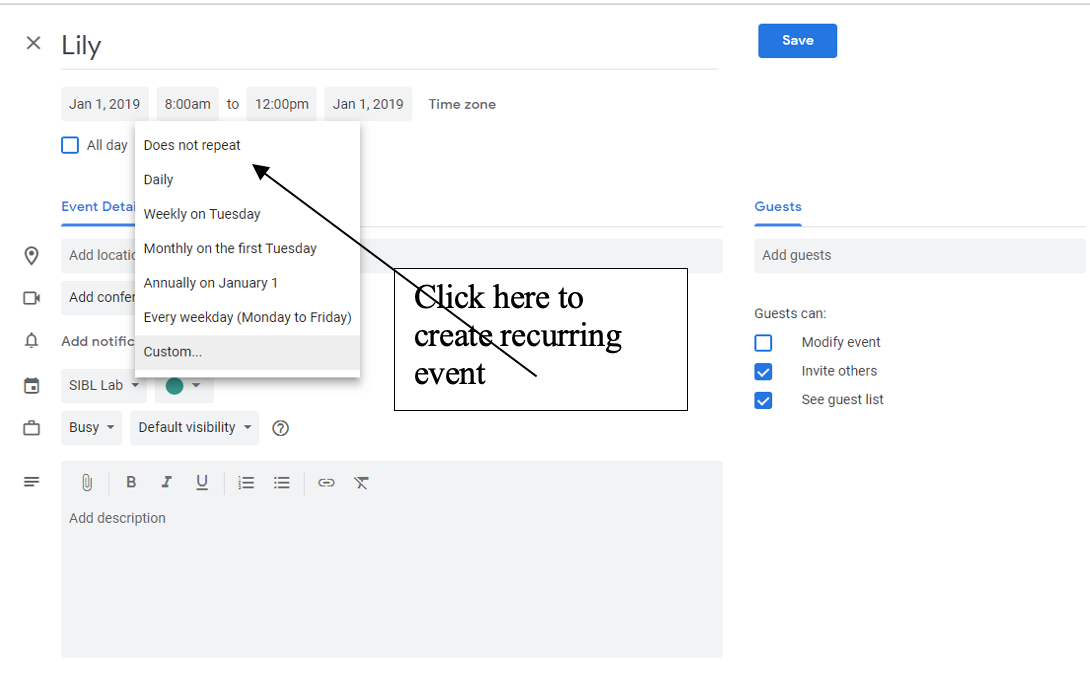 Lily
Save
Jan 1, 2019 8:00am to 12:00pm Jan 1, 2019 Time zone
All day
Does not repeat
Daily
Weekly on Tuesday
Monthly on the first Tuesday
Annually on January 1
Every weekday (Monday to Friday)
Custom...
Event Detai
Add locatio
Add confer
Add notific
Click here to
create recurring
event
SIBL Lab
Busy Default visibility
B I U
Add description
Guests
Add guests
Guests can:
Modify event
Invite others
See guest list